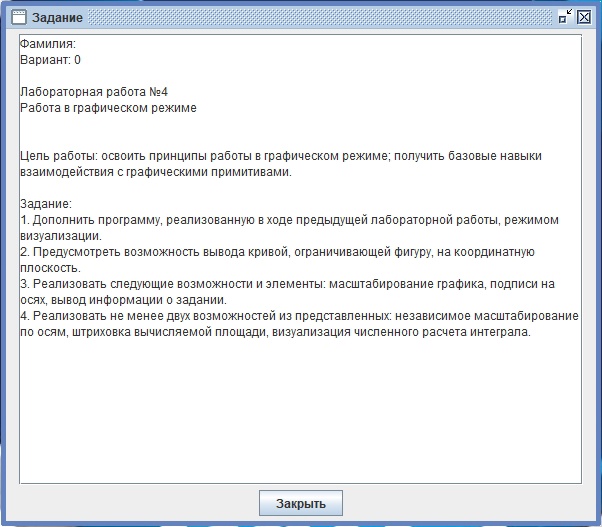 Задание
Фамилия:
Вариант: 0
Лабораторная работа №4
Работа в графическом режиме
Цель работы: освоить принципы работы в графическом режиме; получить базовые навыки
взаимодействия с графическими примитивами.
Задание:
1. Дополнить программу, реализованную в ходе предыдущей лабораторной работы, режимом
визуализации.
2. Предусмотреть возможность вывода кривой, ограничивающей фигуру, на координатную
плоскость.
3. Реализовать следующие возможности и элементы: масштабирование графика, подписи на
осях, вывод информации о задании.
4. Реализовать не менее двух возможностей из представленных: независимое масштабирование
по осям, штриховка вычисляемой площади, визуализация численного расчета интеграла.
Закрыть